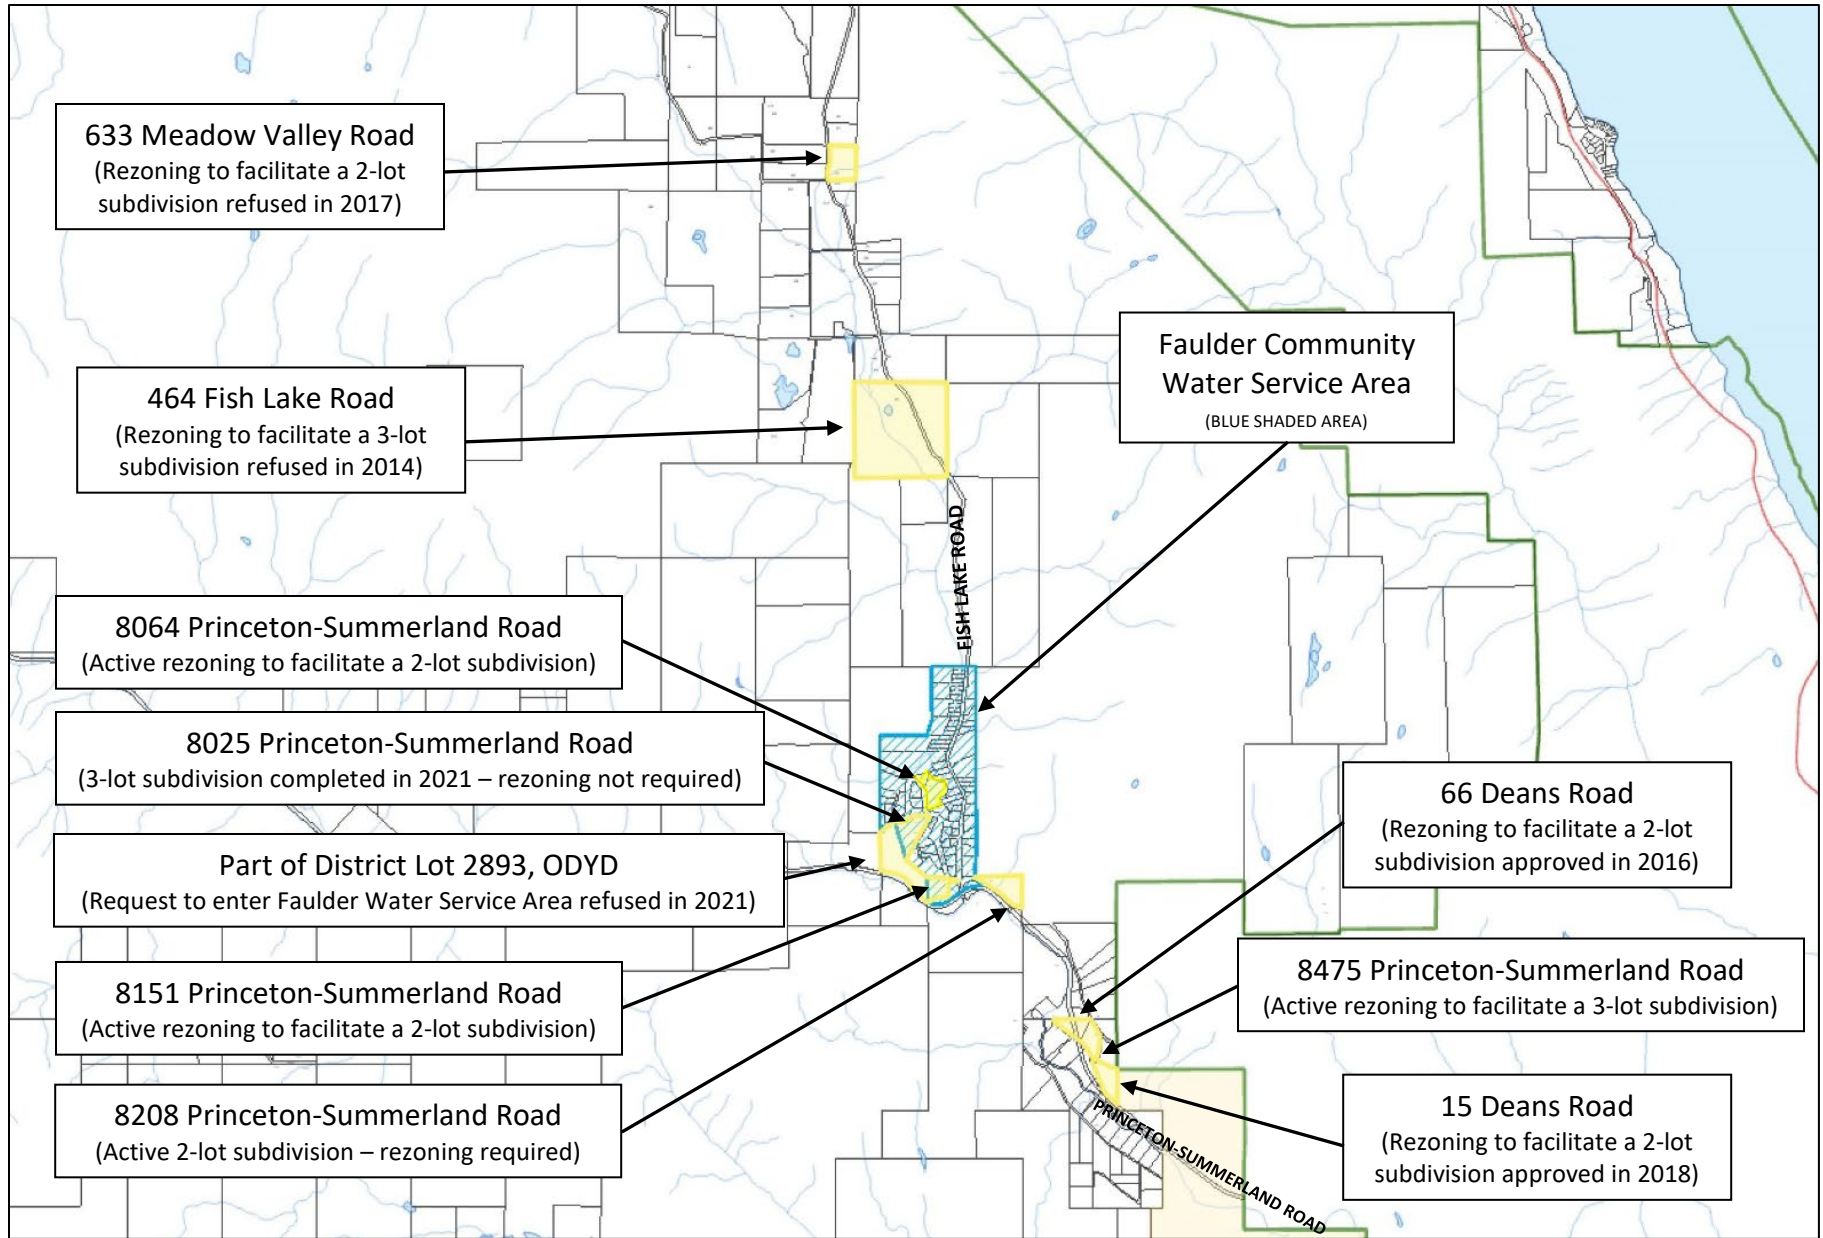 633 Meadow Valley Road
(Rezoning to facilitate a 2-lot
subdivision refused in 2017)
Faulder Community
Water Service Area
(BLUE SHADED AREA)
464 Fish Lake Road
(Rezoning to facilitate a 3-lot
subdivision refused in 2014)
FISH LAKE ROAD
8064 Princeton-Summerland Road
(Active rezoning to facilitate a 2-lot subdivision)
8025 Princeton-Summerland Road
(3-lot subdivision completed in 2021 – rezoning not required)
66 Deans Road
(Rezoning to facilitate a 2-lot
subdivision approved in 2016)
Part of District Lot 2893, ODYD
(Request to enter Faulder Water Service Area refused in 2021)
8475 Princeton-Summerland Road
(Active rezoning to facilitate a 3-lot subdivision)
8151 Princeton-Summerland Road
(Active rezoning to facilitate a 2-lot subdivision)
8208 Princeton-Summerland Road
(Active 2-lot subdivision – rezoning required)
15 Deans Road
(Rezoning to facilitate a 2-lot
subdivision approved in 2018)
PRINCETON-SUMMERLAND ROAD